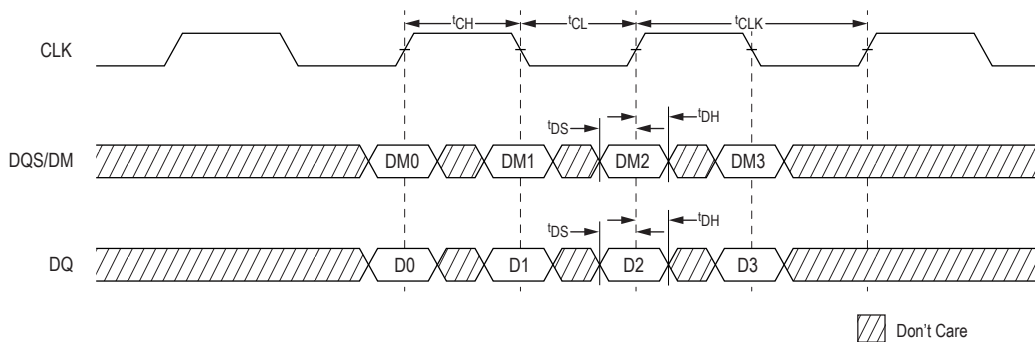 tCH tCL tCLK
CLK
tDS tDH
DQS/DM DM0 DM1 DM2 DM3
tDS tDH
DQ D0 D1 D2 D3
Don't Care